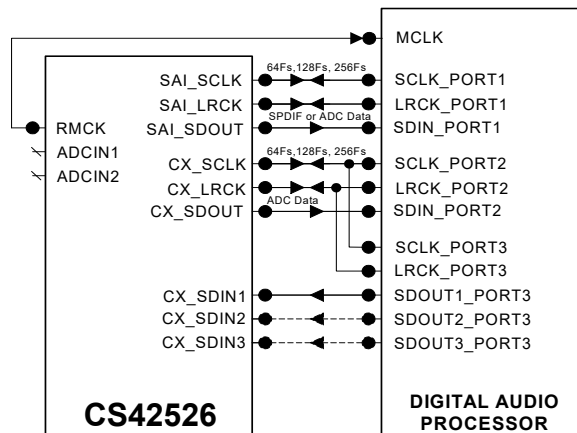 MCLK
64Fs,128Fs, 256Fs
SAI_SCLK
SCLK_PORT1
SAI_LRCK
LRCK_PORT1
SPDIF or ADC Data
RMCK
SAI_SDOUT
SDIN_PORT1
ADCIN1
64Fs,128Fs, 256Fs
CX_SCLK
SCLK_PORT2
ADCIN2
CX_LRCK
LRCK_PORT2
ADC Data
CX_SDOUT
SDIN_PORT2
SCLK_PORT3
LRCK_PORT3
CX_SDIN1
SDOUT1_PORT3
CX_SDIN2
SDOUT2_PORT3
CX_SDIN3
SDOUT3_PORT3
CS42526
DIGITAL AUDIO
PROCESSOR